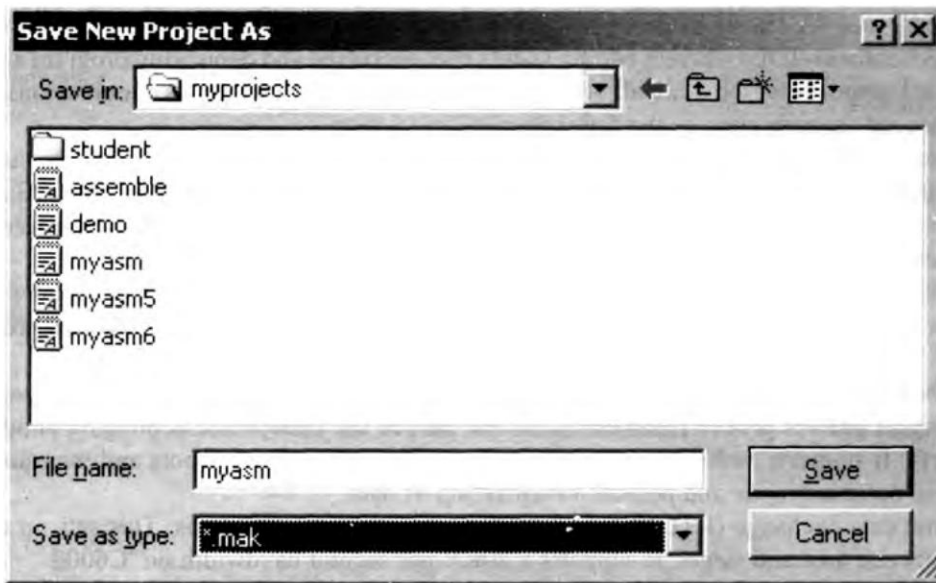 Save New Project As
Save in: myprojects
student
assemble
demo
myasm
myasm5
myasm6
File name: myasm
Save
Save as type: *.mak
Cancel